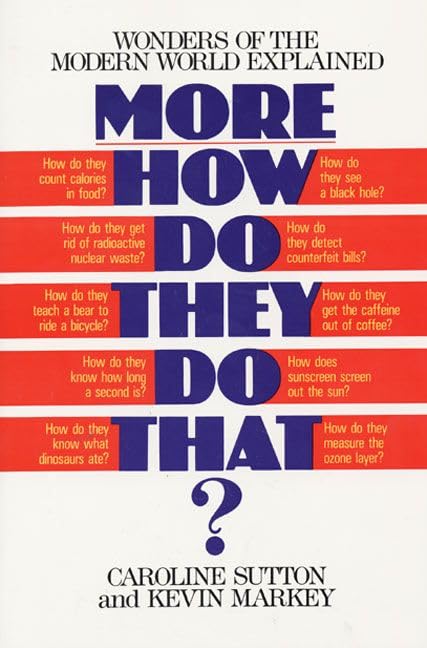 WONDERS OF THE
MODERN WORLD EXPLAINED
MORE
HOW
DO
THEY
DO
THAT
?
How do they
count calories
in food?
How do
they see
a black hole?
How do they get
rid of radioactive
nuclear waste?
How do
they detect
counterfeit bills?
How do they
teach a bear to
ride a bicycle?
How do they
get the caffeine
out of coffee?
How do they
know how long
a second is?
How does
sunscreen screen
out the sun?
How do they
know what
dinosaurs ate?
How do they
measure the
ozone layer?
CAROLINE SUTTON
and KEVIN MARKEY